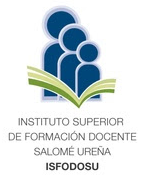 INSTITUTO SUPERIOR
DE FORMACIÓN DOCENTE
SALOMÉ UREÑA
ISFODOSU